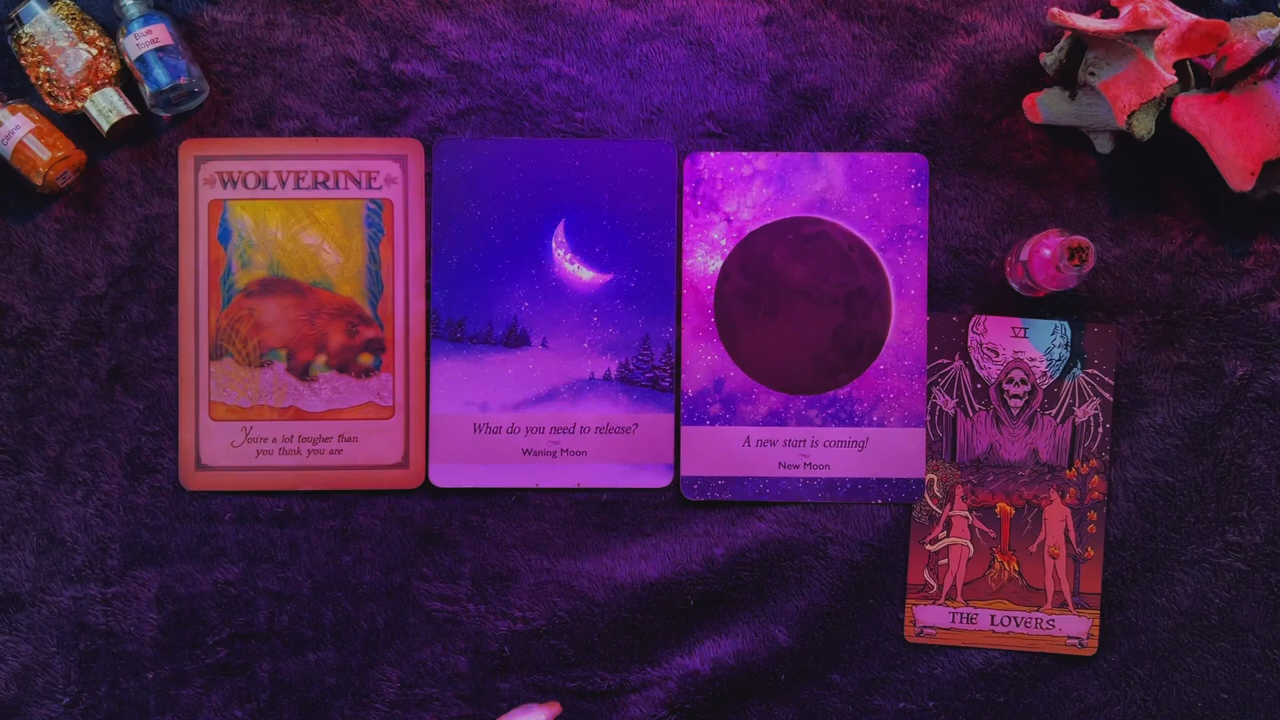 Blue
Topaz
Citrine
WOLVERINE
You're a lot tougher than
you think you are
What do you need to release?
Waning Moon
A new start is coming!
New Moon
VI
THE LOVERS.